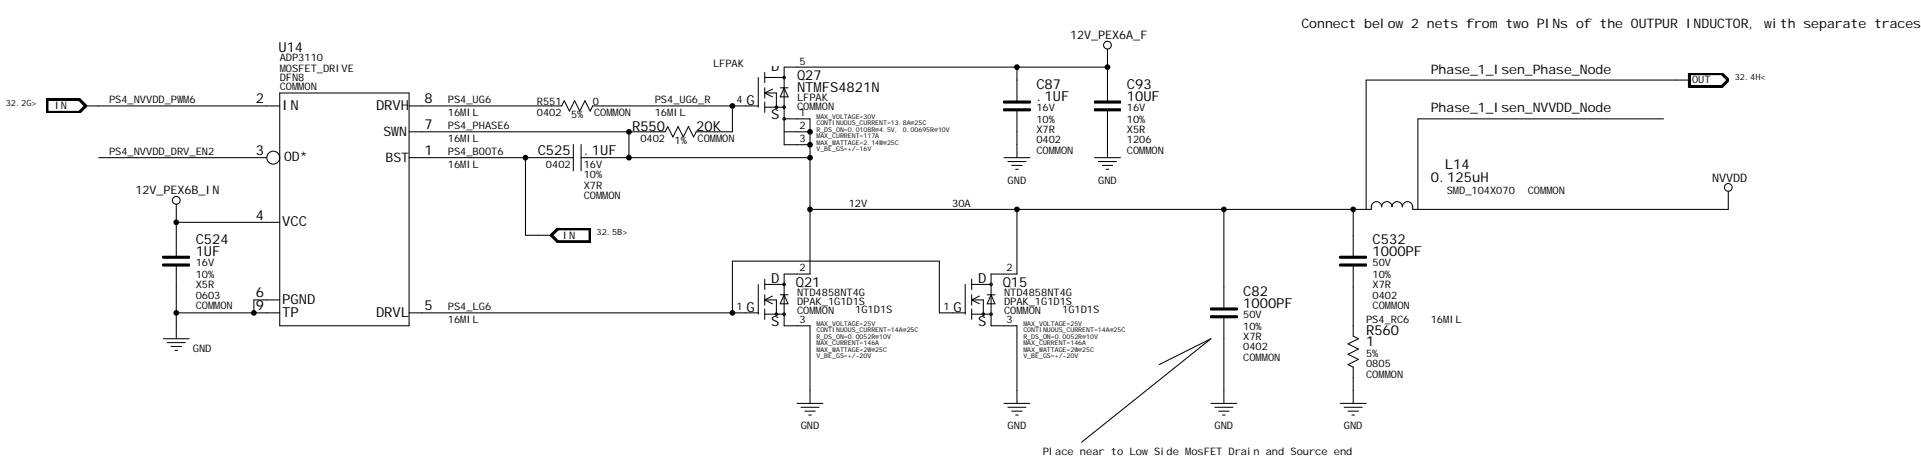 Connect below 2 nets from two PINs of the OUTPUR INDUCTOR, with separate traces
12V_PEX6A_F
U14
ADP3110
MOSFET_DRIVE
DFN8
COMMON
32.2G>
IN
PS4_NVVDD_PWM6
2
IN
PS4_NVVDD_DRV_EN2
3
OD*
12V_PEX6B_IN
4
VCC
C524
1UF
16V
10%
X5R
0603
COMMON
6
PGND
9
TP
GND
DRVH
8
PS4_UG6
16MIL
SWN
7
PS4_PHASE6
16MIL
BST
1
PS4_BOOT6
16MIL
DRVL
5
PS4_LG6
16MIL
R551
0
0402
5%
PS4_UG6_R
16MIL
R550
20K
0402
1%
COMMON
C525
.1UF
0402
16V
10%
X7R
COMMON
IN
32.5B>
LFPAK
D
5
4
G
S
Q27
NTMFS4821N
LFPAK
COMMON
1
2
3
MAX_VOLTAGE=30V
CONTINUOUS_CURRENT=13.8A@25C
R_DS_ON=0.0108R@4.5V, 0.00695R@10V
MAX_CURRENT=117A
MAX_WATTAGE=2.14W@25C
V_BE_GS=+/-16V
C87
.1UF
16V
10%
X7R
0402
COMMON
GND
C93
10UF
16V
10%
X5R
1206
COMMON
GND
Phase_1_Isen_Phase_Node
OUT
32.4H<
Phase_1_Isen_NVVDD_Node
L14
0.125uH
SMD_104X070 COMMON
NVVDD
12V
30A
2
D
1
G
S
Q21
NTD4858NT4G
DPAK_1G1D1S
COMMON 1G1D1S
3
MAX_VOLTAGE=25V
CONTINUOUS_CURRENT=14A@25C
R_DS_ON=0.0052R@10V
MAX_CURRENT=146A
MAX_WATTAGE=2W@25C
V_BE_GS=+/-20V
GND
2
D
1
G
S
Q15
NTD4858NT4G
DPAK_1G1D1S
COMMON 1G1D1S
3
MAX_VOLTAGE=25V
CONTINUOUS_CURRENT=14A@25C
R_DS_ON=0.0052R@10V
MAX_CURRENT=146A
MAX_WATTAGE=2W@25C
V_BE_GS=+/-20V
GND
C82
1000PF
50V
10%
X7R
0402
COMMON
GND
C532
1000PF
50V
10%
X7R
0402
COMMON
PS4_RC6 16MIL
R560
1
5%
0805
COMMON
GND
Place near to Low Side MosFET Drain and Source end